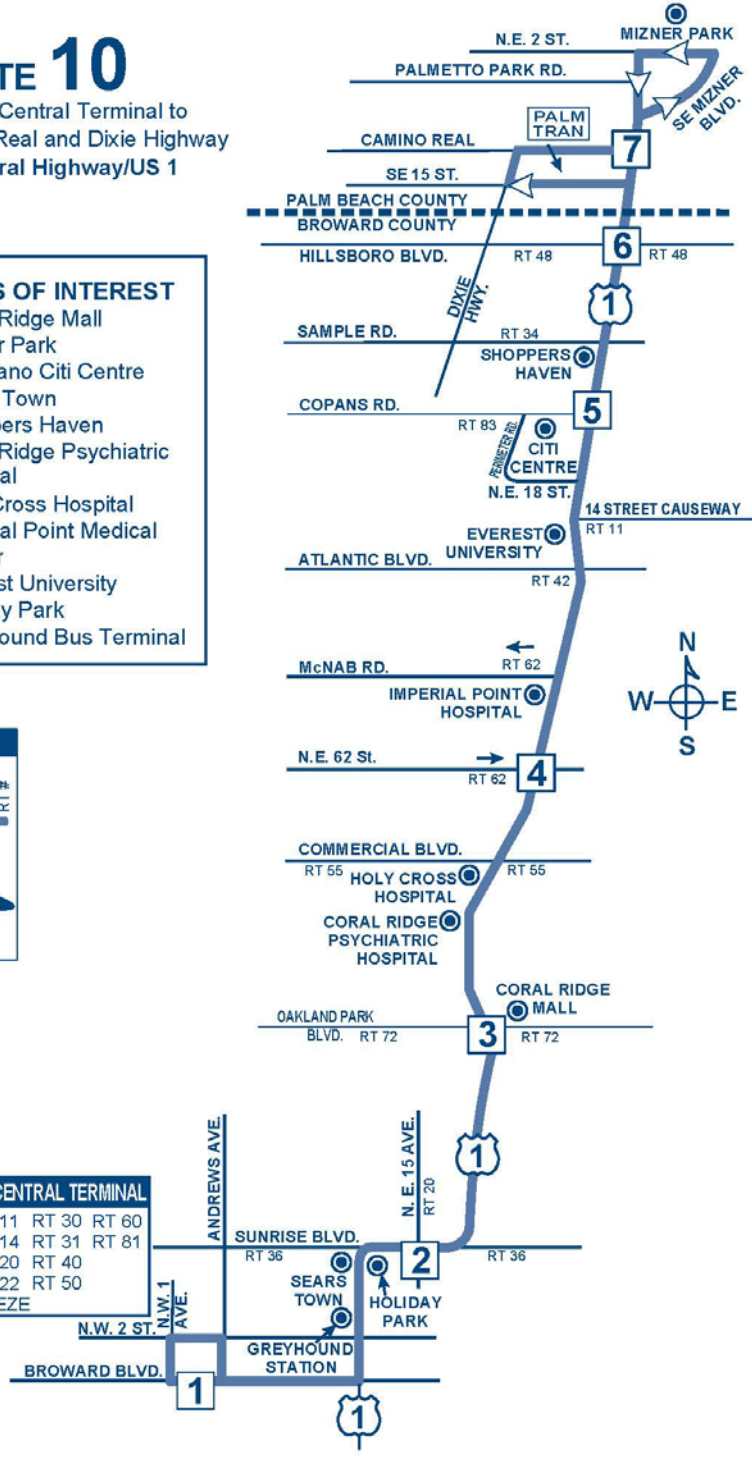 TE 10
Central Terminal to
Real and Dixie Highway
ral Highway/US 1
S OF INTEREST
Ridge Mall
r Park
ano Citi Centre
Town
ers Haven
Ridge Psychiatric
al
Cross Hospital
al Point Medical
r
st University
y Park
ound Bus Terminal
RT #
CENTRAL TERMINAL
11 RT 30 RT 60
14 RT 31 RT 81
20 RT 40
22 RT 50
EZE
MIZNER PARK
N.E. 2 ST.
PALMETTO PARK RD.
SE MIZNER
BLVD.
PALM
TRAN
CAMINO REAL
7
SE 15 ST.
PALM BEACH COUNTY
BROWARD COUNTY
6
HILLSBORO BLVD.
RT 48
RT 48
1
DIXIE
HWY.
SAMPLE RD.
RT 34
SHOPPERS
HAVEN
COPANS RD.
5
RT 83
PERIMETER RD.
CITI
CENTRE
N.E. 18 ST.
14 STREET CAUSEWAY
RT 11
EVEREST
UNIVERSITY
ATLANTIC BLVD.
RT 42
McNAB RD.
RT 62
IMPERIAL POINT
HOSPITAL
N
W E
S
N.E. 62 St.
RT 62
4
COMMERCIAL BLVD.
RT 55
RT 55
HOLY CROSS
HOSPITAL
CORAL RIDGE
PSYCHIATRIC
HOSPITAL
CORAL RIDGE
MALL
OAKLAND PARK
BLVD. RT 72
3
RT 72
1
ANDREWS AVE.
N. E. 15 AVE.
RT 20
SUNRISE BLVD.
RT 36
2
RT 36
SEARS
TOWN
HOLIDAY
PARK
N.W. 1
AVE.
N.W. 2 ST.
GREYHOUND
STATION
BROWARD BLVD.
1
1